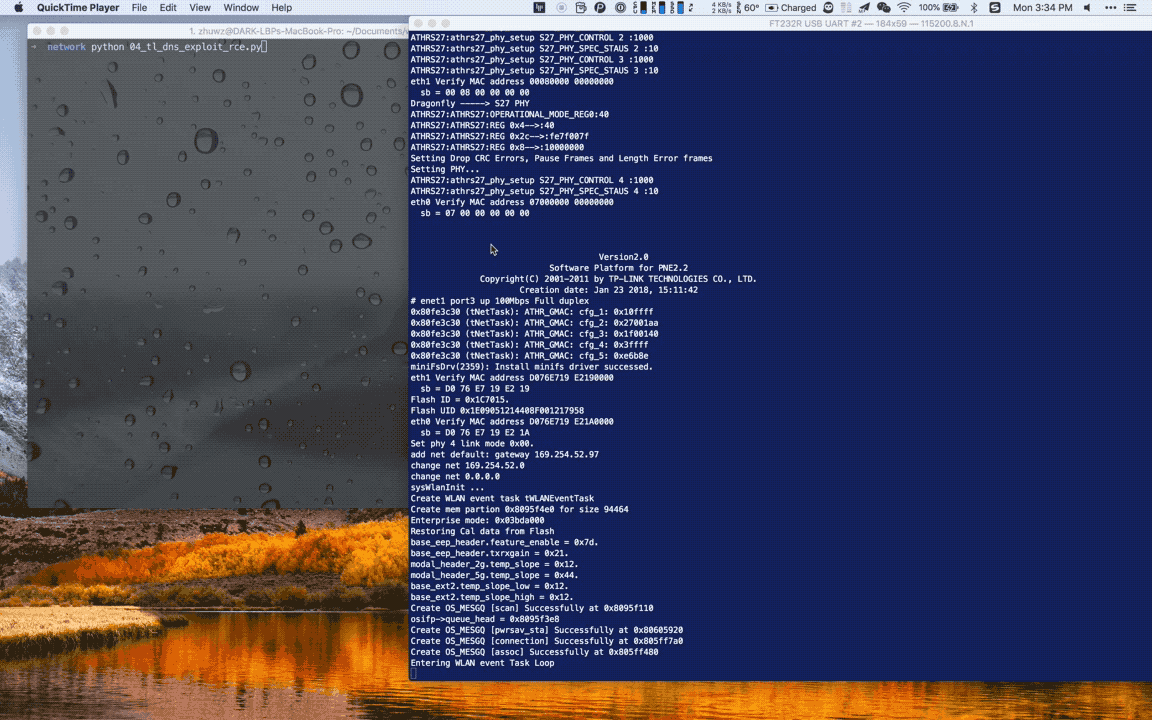 QuickTime Player File Edit View Window Help
4 KB/s
2 KB/s
60° Charged 100% Mon 3:34 PM
1. zhuwz@DARK-LBPs-MacBook-Pro: ~/Documents/
→ network python 04_tl_dns_exploit_rce.py
FT232R USB UART #2 — 184x59 — 115200.8.N.1
ATHRS27:athrs27_phy_setup S27_PHY_CONTROL 2 :1000
ATHRS27:athrs27_phy_setup S27_PHY_SPEC_STAUS 2 :10
ATHRS27:athrs27_phy_setup S27_PHY_CONTROL 3 :1000
ATHRS27:athrs27_phy_setup S27_PHY_SPEC_STAUS 3 :10
eth1 Verify MAC address 00080000 00000000
sb = 00 08 00 00 00 00
Dragonfly -----> S27 PHY
ATHRS27:ATHRS27:OPERATIONAL_MODE_REG0:40
ATHRS27:ATHRS27:REG 0x4-->:40
ATHRS27:ATHRS27:REG 0x2c-->:fe7f007f
ATHRS27:ATHRS27:REG 0x8-->:10000000
Setting Drop CRC Errors, Pause Frames and Length Error frames
Setting PHY...
ATHRS27:athrs27_phy_setup S27_PHY_CONTROL 4 :1000
ATHRS27:athrs27_phy_setup S27_PHY_SPEC_STAUS 4 :10
eth0 Verify MAC address 07000000 00000000
sb = 07 00 00 00 00 00
Version2.0
Software Platform for PNE2.2
Copyright(C) 2001-2011 by TP-LINK TECHNOLOGIES CO., LTD.
Creation date: Jan 23 2018, 15:11:42
# enet1 port3 up 100Mbps Full duplex
0x80fe3c30 (tNetTask): ATHR_GMAC: cfg_1: 0x10ffff
0x80fe3c30 (tNetTask): ATHR_GMAC: cfg_2: 0x27001aa
0x80fe3c30 (tNetTask): ATHR_GMAC: cfg_3: 0x1f00140
0x80fe3c30 (tNetTask): ATHR_GMAC: cfg_4: 0x3ffff
0x80fe3c30 (tNetTask): ATHR_GMAC: cfg_5: 0xe6b8e
miniFsDrv(2359): Install minifs driver successed.
eth1 Verify MAC address D076E719 E2190000
sb = D0 76 E7 19 E2 19
Flash ID = 0x1C7015.
Flash UID 0x1E09051214408F001217958
eth0 Verify MAC address D076E719 E21A0000
sb = D0 76 E7 19 E2 1A
Set phy 4 link mode 0x00.
add net default: gateway 169.254.52.97
change net 169.254.52.0
change net 0.0.0.0
sysWlanInit ...
Create WLAN event task tWLANEventTask
Create mem partion 0x8095f4e0 for size 94464
Enterprise mode: 0x03bda000
Restoring Cal data from Flash
base_eep_header.feature_enable = 0x7d.
base_eep_header.txrxgain = 0x21.
modal_header_2g.temp_slope = 0x12.
modal_header_5g.temp_slope = 0x44.
base_ext2.temp_slope_low = 0x12.
base_ext2.temp_slope_high = 0x12.
Create OS_MESGQ [scan] Successfully at 0x8095f110
osifp->queue_head = 0x8095f3e8
Create OS_MESGQ [pwrsav_sta] Successfully at 0x80605920
Create OS_MESGQ [connection] Successfully at 0x805ff7a0
Create OS_MESGQ [assoc] Successfully at 0x805ff480
Entering WLAN event Task Loop